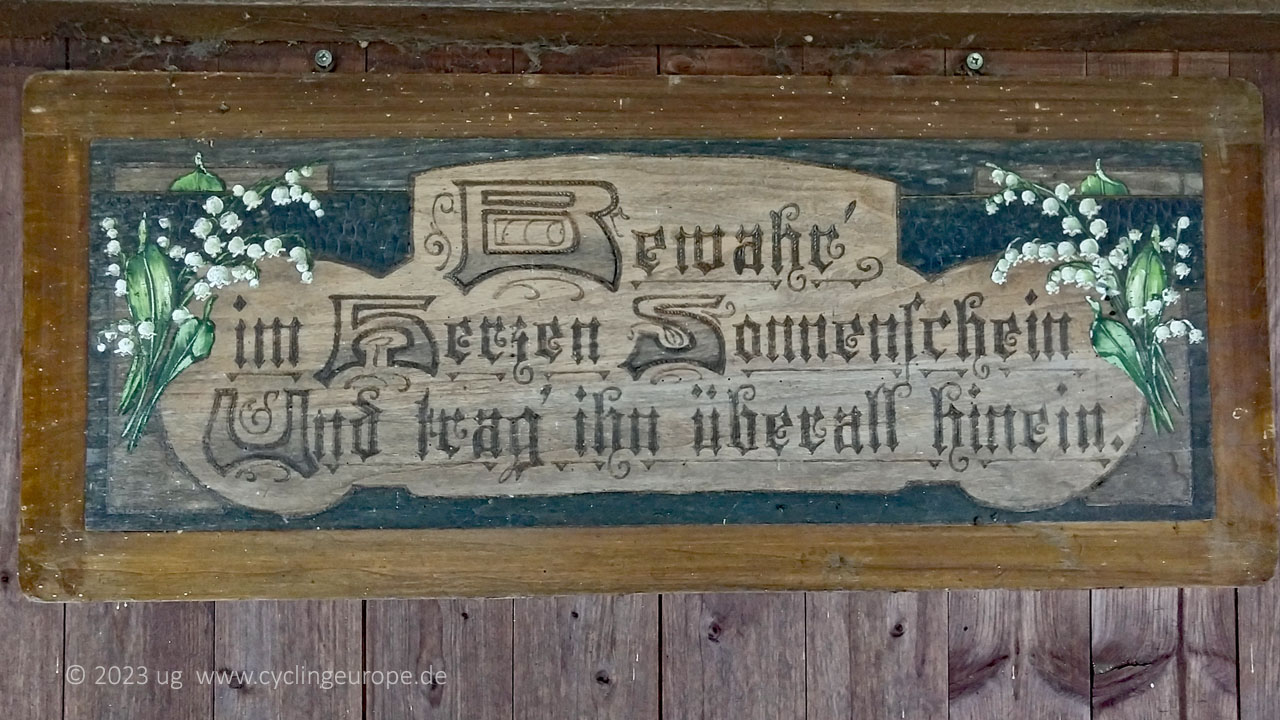 Bewahr'
im Herzen Sonnenschein
Und trag' ihn überall hinein.
© 2023 ug www.cyclingeurope.de